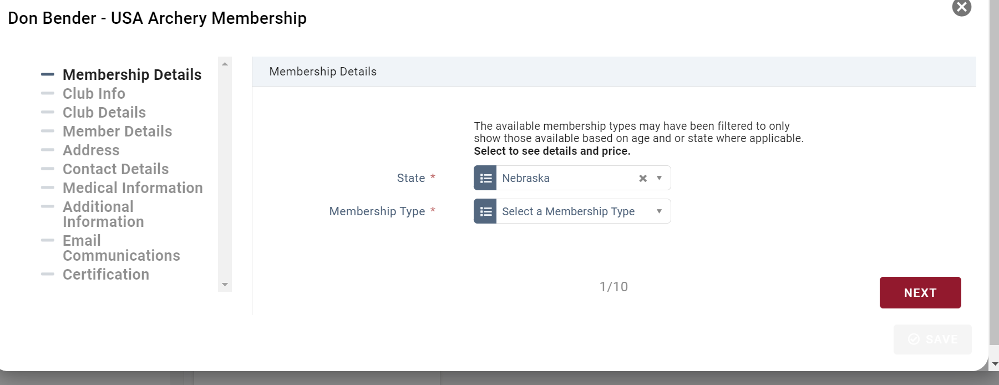 Don Bender - USA Archery Membership
Membership Details
Club Info
Club Details
Member Details
Address
Contact Details
Medical Information
Additional
Information
Email
Communications
Certification
Membership Details
The available membership types may have been filtered to only
show those available based on age and or state where applicable.
Select to see details and price.
State *
Nebraska
Membership Type *
Select a Membership Type
1/10
NEXT
SAVE